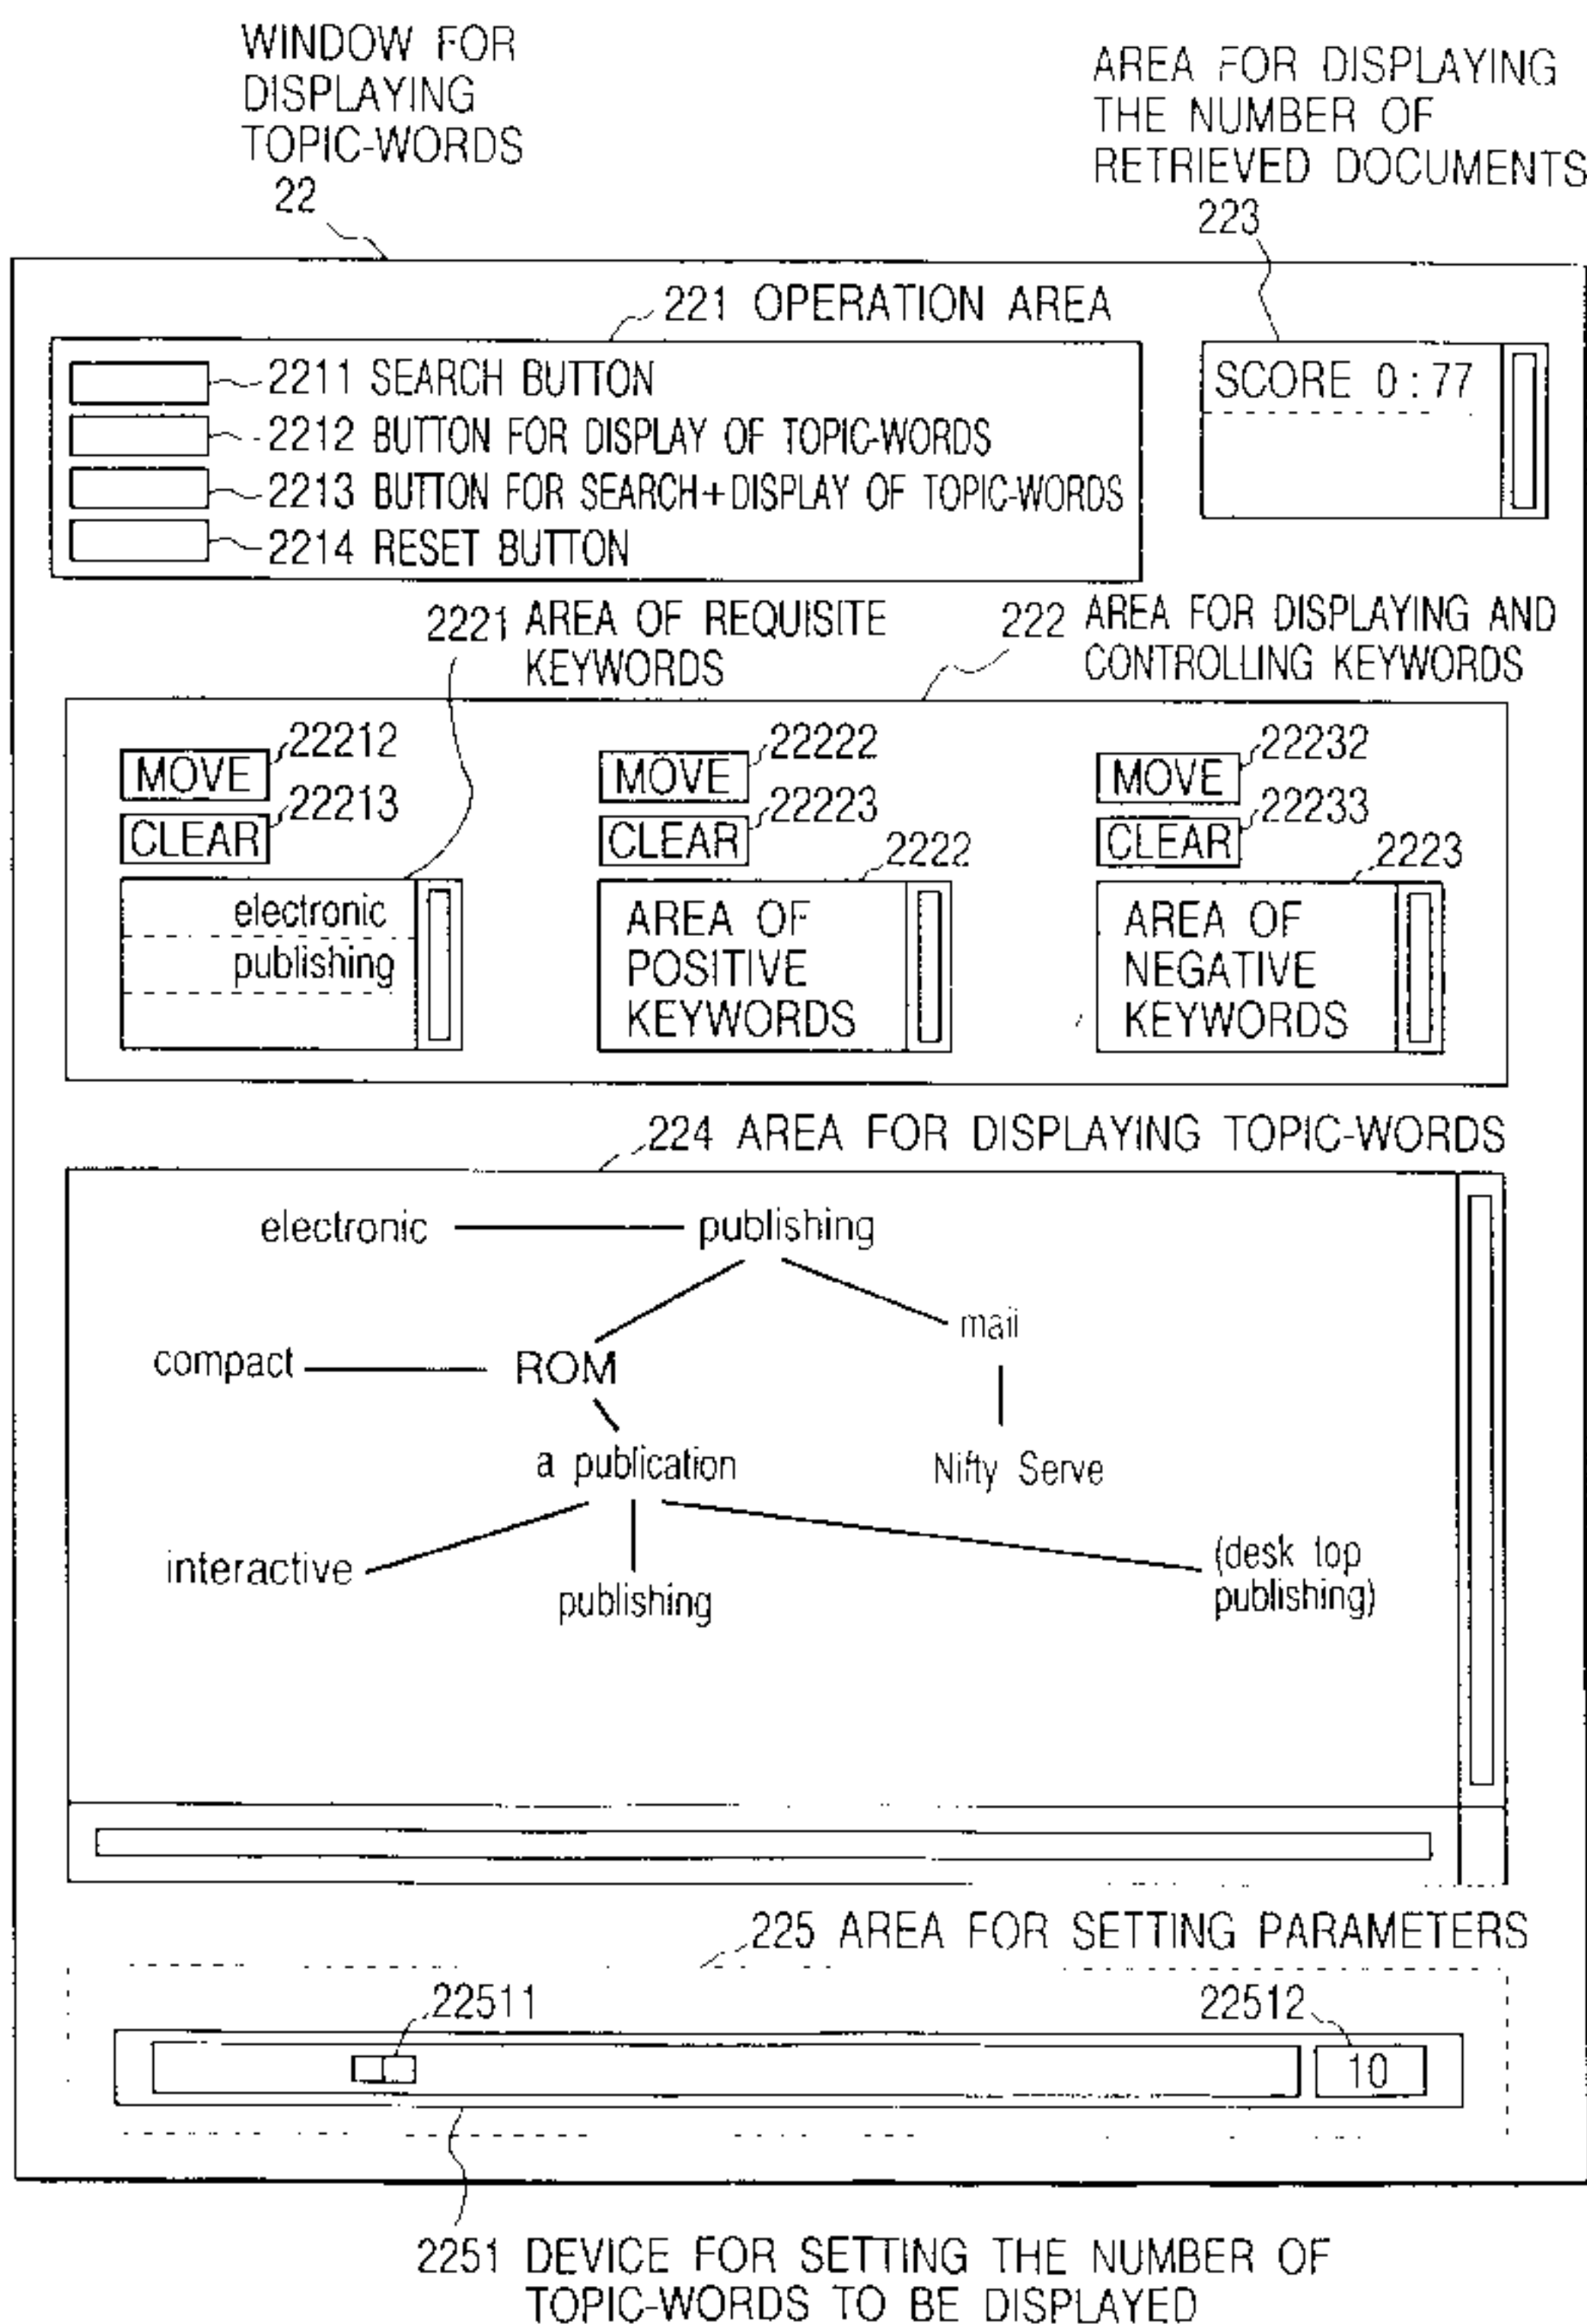 WINDOW FOR
DISPLAYING
TOPIC-WORDS
22
AREA FOR DISPLAYING
THE NUMBER OF
RETRIEVED DOCUMENTS
223
221 OPERATION AREA
2211 SEARCH BUTTON
2212 BUTTON FOR DISPLAY OF TOPIC-WORDS
2213 BUTTON FOR SEARCH+DISPLAY OF TOPIC-WORDS
2214 RESET BUTTON
SCORE 0 : 77
2221 AREA OF REQUISITE
KEYWORDS
222 AREA FOR DISPLAYING AND
CONTROLLING KEYWORDS
MOVE 22212
CLEAR 22213
electronic
publishing
MOVE 22222
CLEAR 22223
2222
AREA OF
POSITIVE
KEYWORDS
MOVE 22232
CLEAR 22233
2223
AREA OF
NEGATIVE
KEYWORDS
224 AREA FOR DISPLAYING TOPIC-WORDS
electronic publishing
mail
compact ROM
a publication Nifty Serve
interactive
publishing
(desk top
publishing)
225 AREA FOR SETTING PARAMETERS
22511 22512
10
2251 DEVICE FOR SETTING THE NUMBER OF
TOPIC-WORDS TO BE DISPLAYED